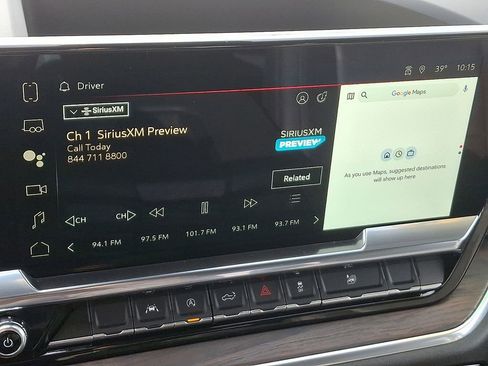 39° 10:15
Driver
SiriusXM
Ch 1 SiriusXM Preview
Call Today
844 711 8800
SIRIUSXM
PREVIEW
Related
CH CH
94.1 FM 97.5 FM 101.7 FM 93.1 FM 93.7 FM
Google Maps
As you use Maps, suggested destinations
will show up here